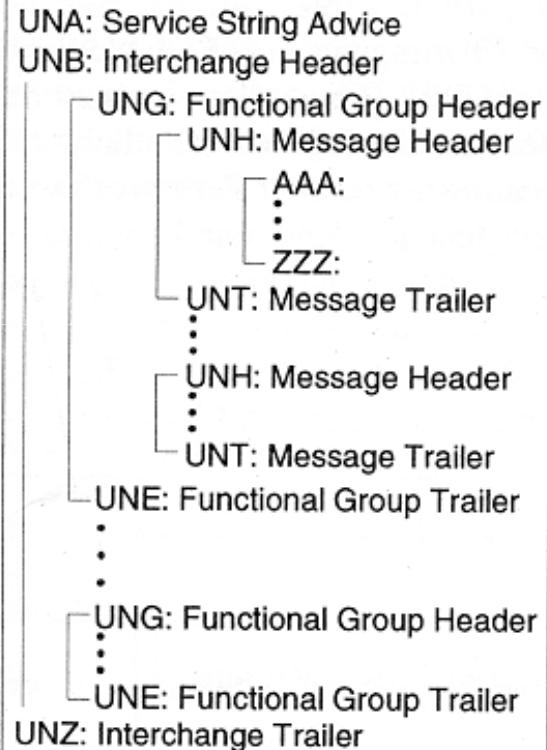 UNA: Service String Advice
UNB: Interchange Header
UNG: Functional Group Header
UNH: Message Header
AAA:
ZZZ:
UNT: Message Trailer
UNH: Message Header
UNT: Message Trailer
UNE: Functional Group Trailer
UNG: Functional Group Header
UNE: Functional Group Trailer
UNZ: Interchange Trailer